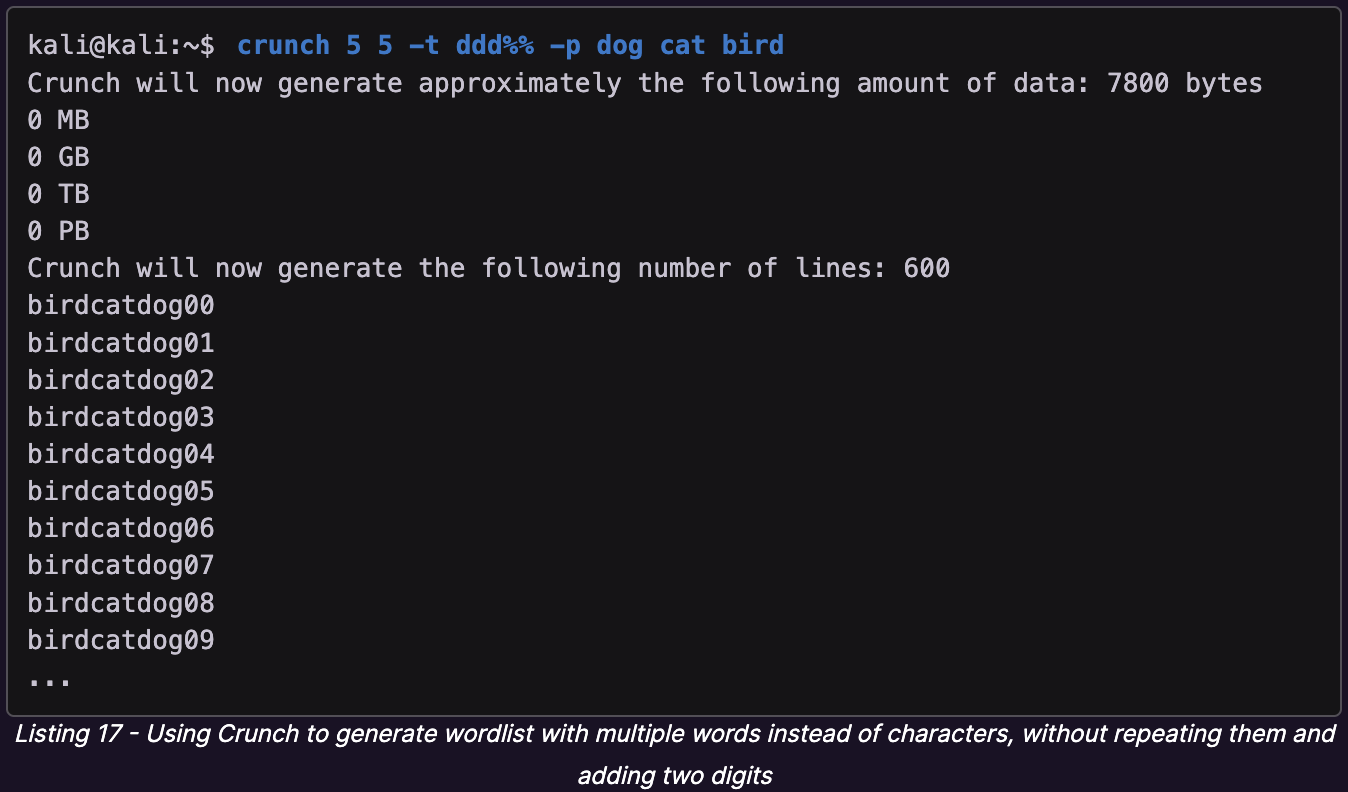 kali@kali:~$ crunch 5 5 -t ddd%% -p dog cat bird
Crunch will now generate approximately the following amount of data: 7800 bytes
0 MB
0 GB
0 TB
0 PB
Crunch will now generate the following number of lines: 600
birdcatdog00
birdcatdog01
birdcatdog02
birdcatdog03
birdcatdog04
birdcatdog05
birdcatdog06
birdcatdog07
birdcatdog08
birdcatdog09
...
Listing 17 - Using Crunch to generate wordlist with multiple words instead of characters, without repeating them and
adding two digits